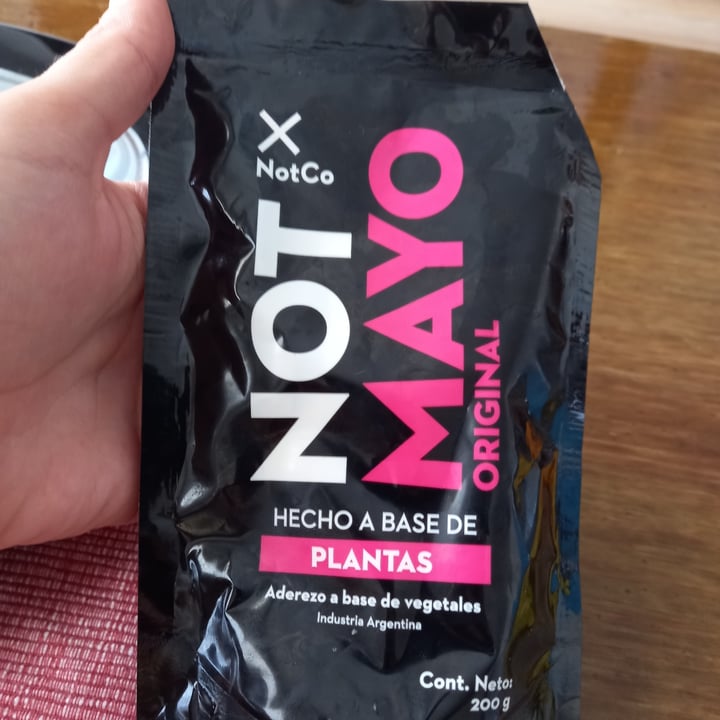 NotCo
NOT
MAYO
ORIGINAL
HECHO A BASE DE
PLANTAS
Aderezo a base de vegetales
Industria Argentina
Cont. Neto:
200 g